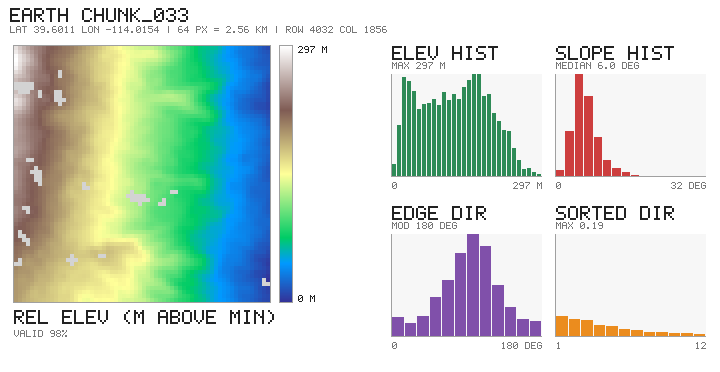 EARTH CHUNK_033
LAT 39.6011 LON -114.0154 | 64 PX = 2.56 KM | ROW 4032 COL 1856
297 M
0 M
REL ELEV (M ABOVE MIN)
VALID 98%
ELEV HIST
MAX 297 M
0
297 M
SLOPE HIST
MEDIAN 6.0 DEG
0
32 DEG
EDGE DIR
MOD 180 DEG
0
180 DEG
SORTED DIR
MAX 0.19
1
12